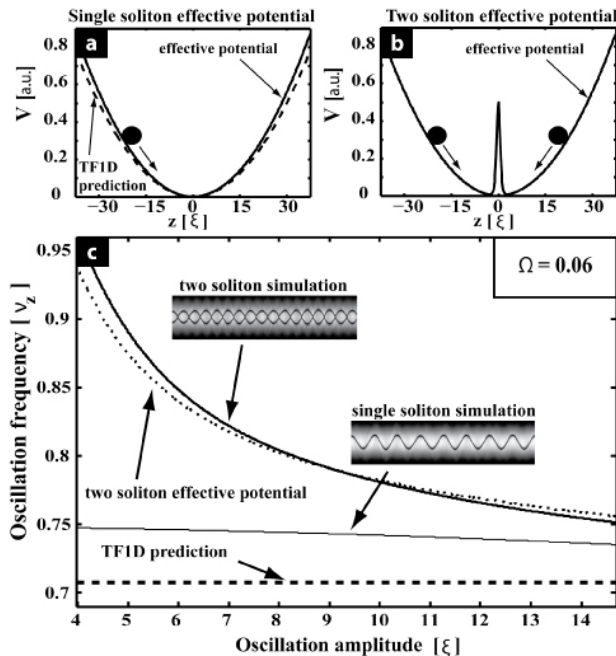 Single soliton effective potential
a
V [a.u.]
0.8
0.6
0.4
0.2
0
effective potential
TF1D
prediction
−30 −15 0 15 30
z [ ξ ]
Two soliton effective potential
b
V [a.u.]
0.8
0.6
0.4
0.2
0
effective potential
−30 −15 0 15 30
z [ ξ ]
c
Ω = 0.06
Oscillation frequency [ ν_z ]
0.95
0.9
0.85
0.8
0.75
0.7
two soliton simulation
single soliton simulation
two soliton effective potential
TF1D prediction
4 5 6 7 8 9 10 11 12 13 14
Oscillation amplitude [ ξ ]